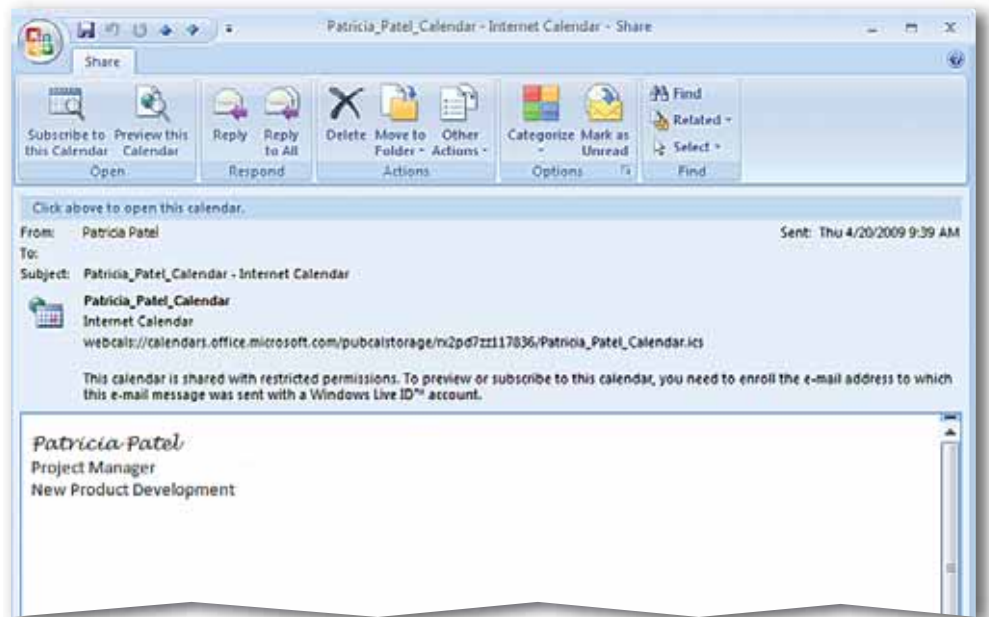 Patricia_Patel_Calendar - Internet Calendar - Share
Share
Subscribe to this Calendar
Preview this Calendar
Reply
Reply to All
Delete
Move to Folder
Other Actions
Categorize
Mark as Unread
Find
Related
Select
Open
Respond
Actions
Options
Find
Click above to open this calendar.
From: Patricia Patel
Sent: Thu 4/20/2009 9:39 AM
To:
Subject: Patricia_Patel_Calendar - Internet Calendar
Patricia_Patel_Calendar
Internet Calendar
webcals://calendars.office.microsoft.com/pubcalstorage/rx2pd7zz117836/Patricia_Patel_Calendar.ics
This calendar is shared with restricted permissions. To preview or subscribe to this calendar, you need to enroll the e-mail address to which
this e-mail message was sent with a Windows Live ID™ account.
Patricia Patel
Project Manager
New Product Development